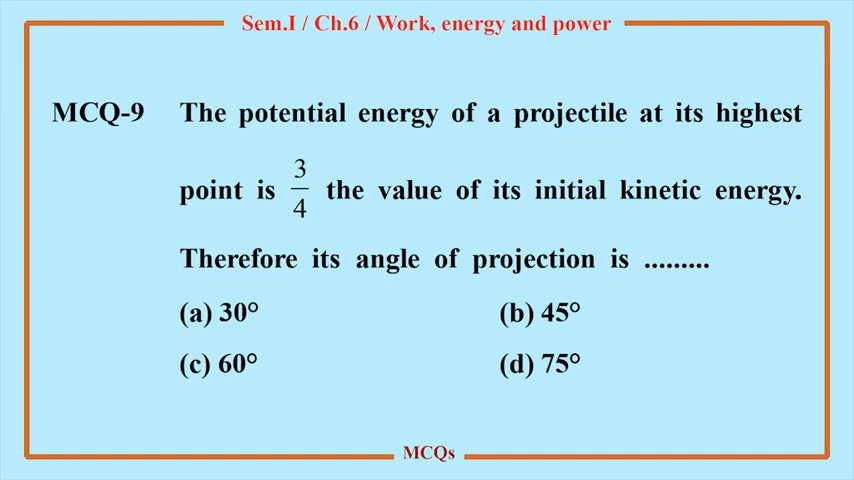 Sem.I / Ch.6 / Work, energy and power
MCQ-9 The potential energy of a projectile at its highest
point is 3/4 the value of its initial kinetic energy.
Therefore its angle of projection is .........
(a) 30° (b) 45°
(c) 60° (d) 75°
MCQs